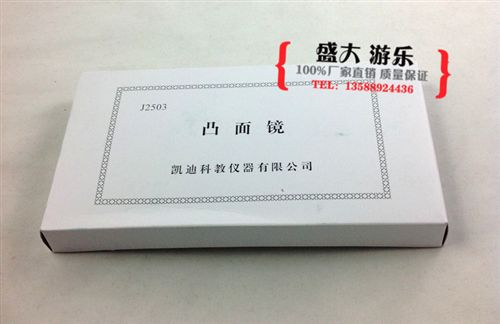 盛大 游乐
100%厂家直销 质量保证
TEL: 13588924436
J2503
凸面镜
凯迪科教仪器有限公司